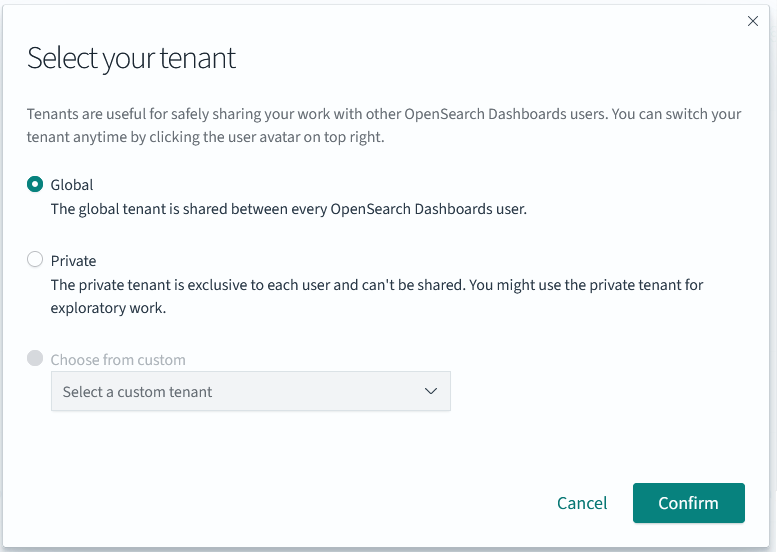 Select your tenant
Tenants are useful for safely sharing your work with other OpenSearch Dashboards users. You can switch your
tenant anytime by clicking the user avatar on top right.
Global
The global tenant is shared between every OpenSearch Dashboards user.
Private
The private tenant is exclusive to each user and can't be shared. You might use the private tenant for
exploratory work.
Choose from custom
Select a custom tenant
Cancel
Confirm